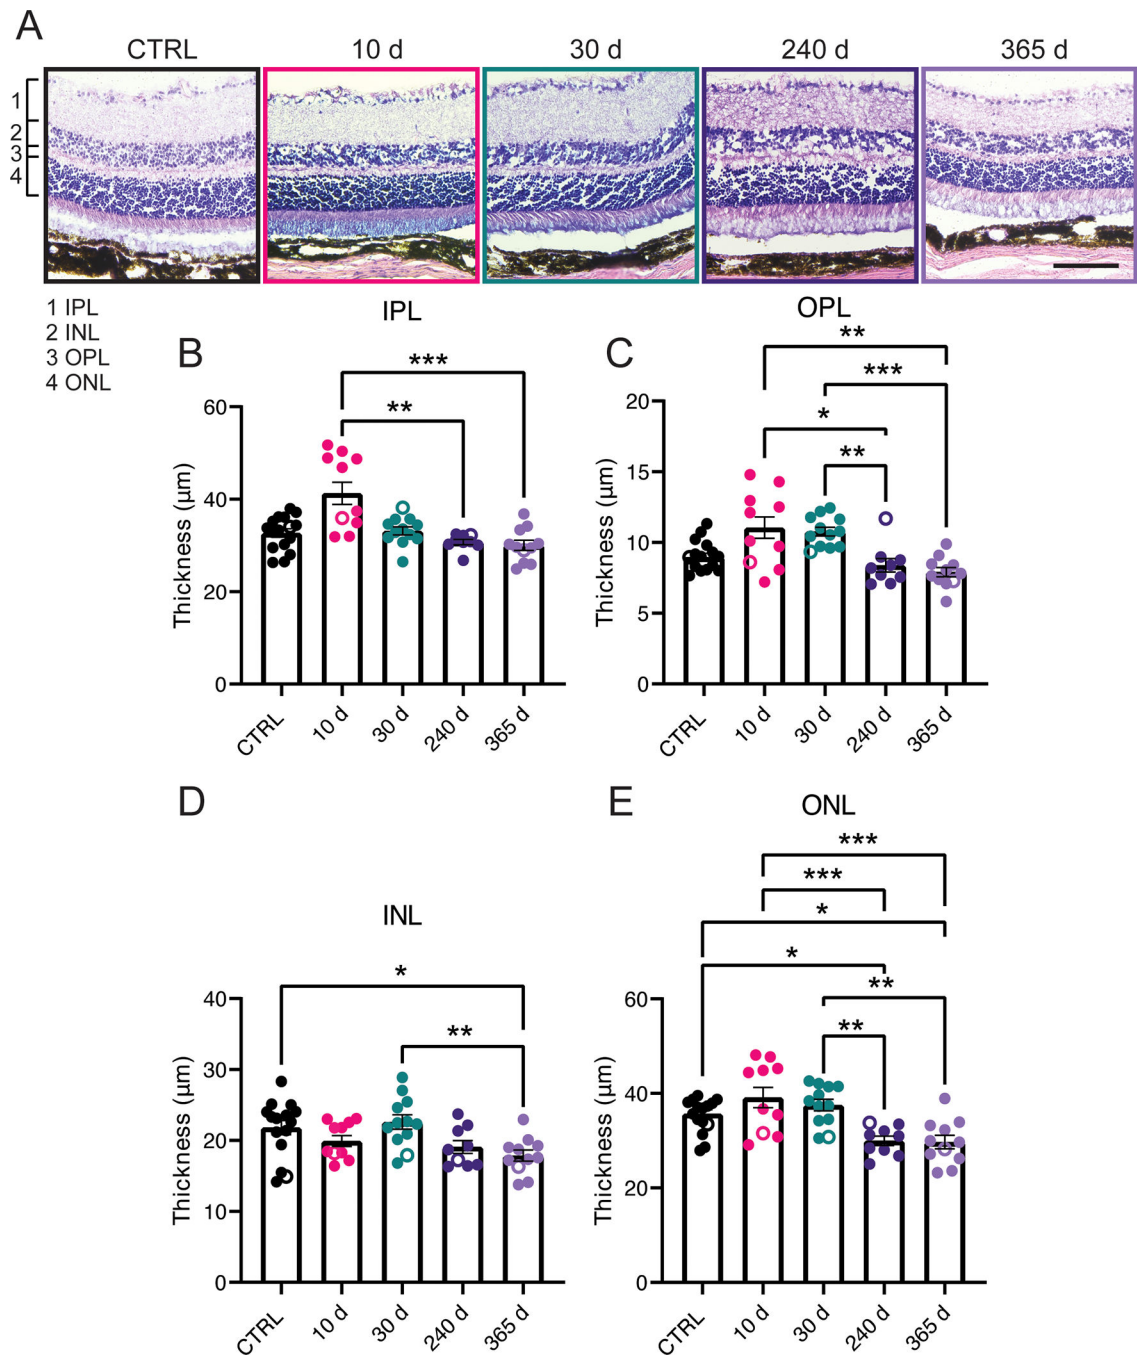 A
CTRL 10 d 30 d 240 d 365 d
1
2
3
4
1 IPL
2 INL
3 OPL
4 ONL
B
IPL
***
**
Thickness (μm)
60
40
20
0
CTRL 10 d 30 d 240 d 365 d
C
OPL
**
***
*
**
Thickness (μm)
20
15
10
5
0
CTRL 10 d 30 d 240 d 365 d
D
INL
*
**
Thickness (μm)
40
30
20
10
0
CTRL 10 d 30 d 240 d 365 d
E
ONL
***
***
*
*
**
**
Thickness (μm)
60
40
20
0
CTRL 10 d 30 d 240 d 365 d